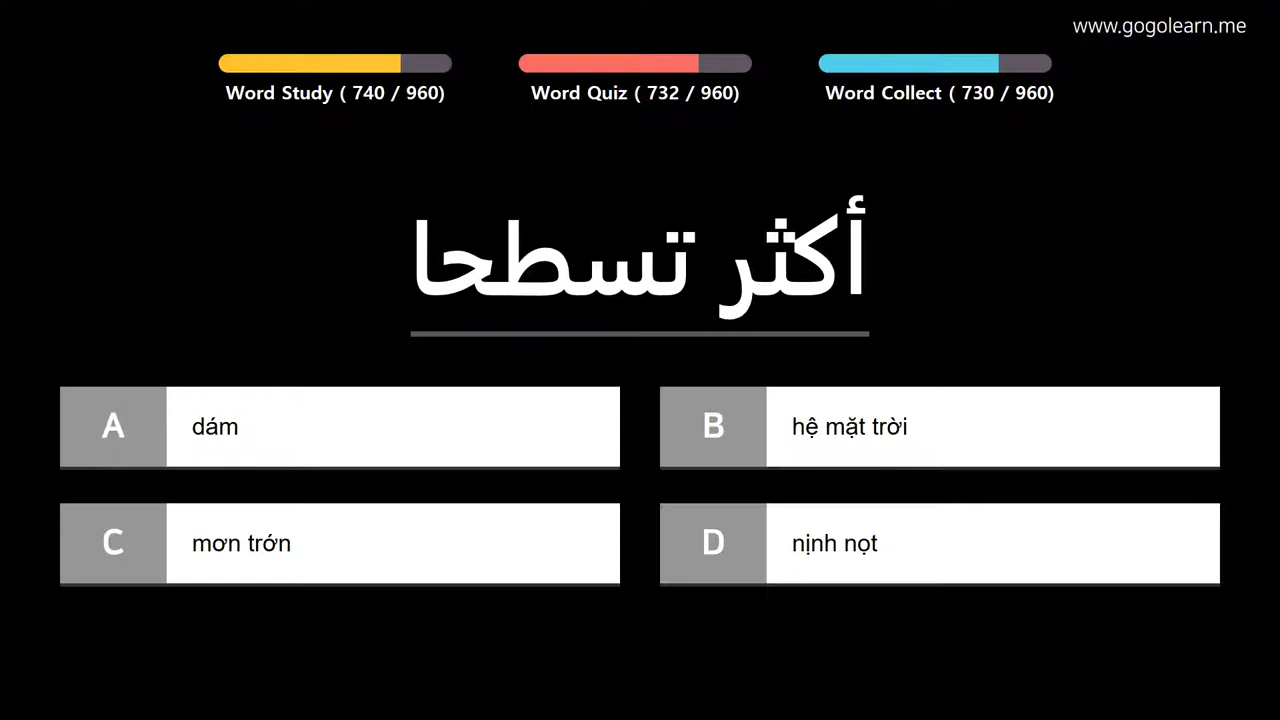 www.gogolearn.me
Word Study ( 740 / 960)
Word Quiz ( 732 / 960)
Word Collect ( 730 / 960)
أكثر تسطحا
A dám
B hệ mặt trời
C mơn trớn
D nịnh nọt